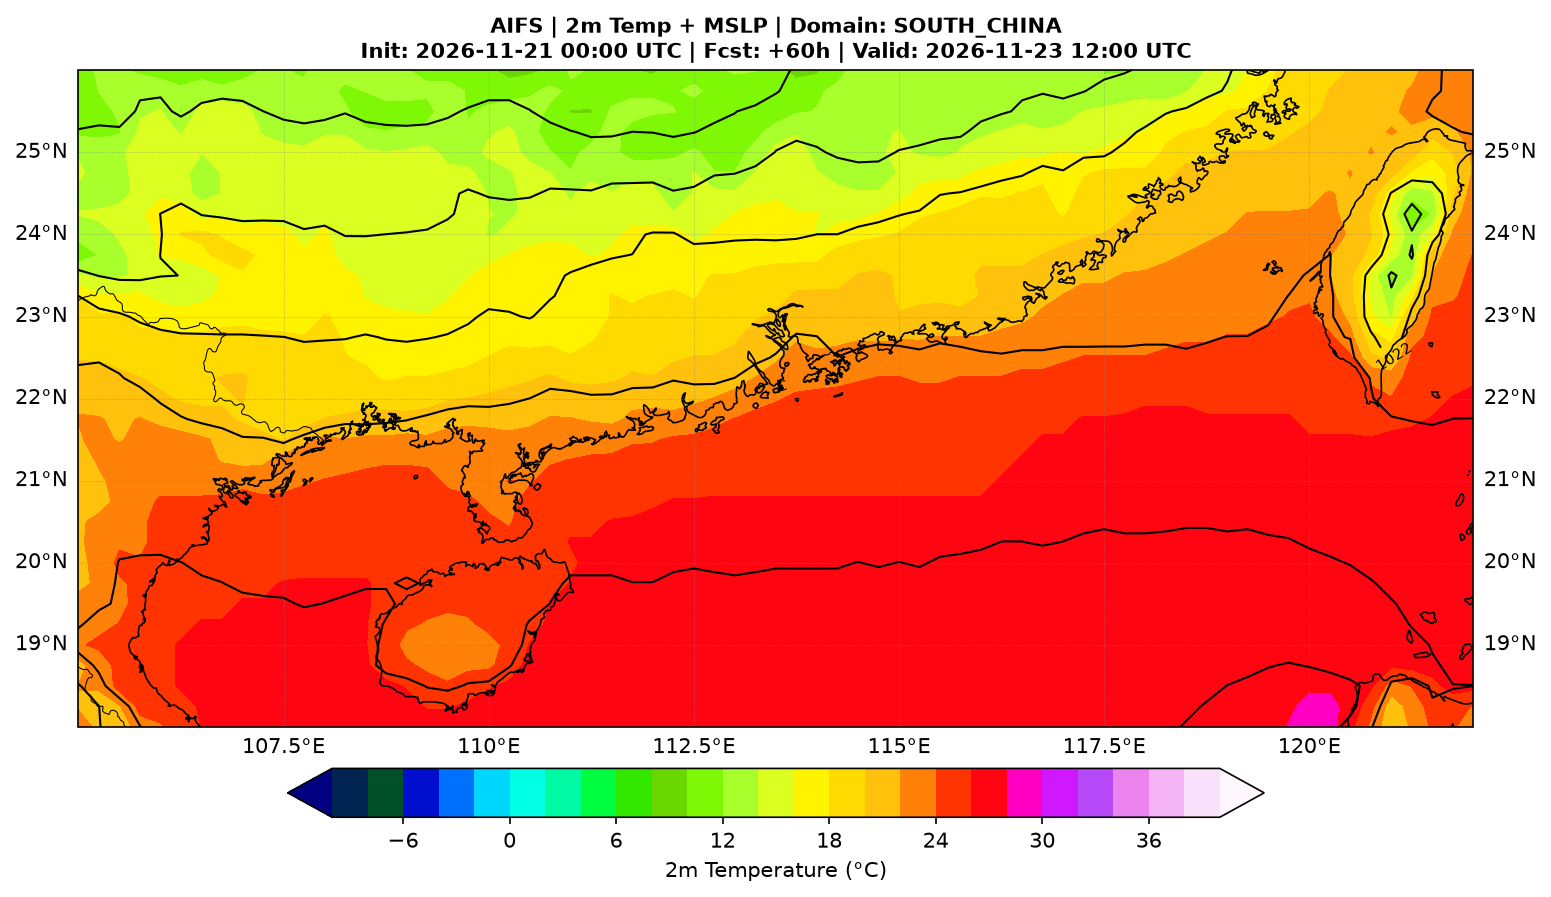 AIFS | 2m Temp + MSLP | Domain: SOUTH_CHINA
Init: 2026-11-21 00:00 UTC | Fcst: +60h | Valid: 2026-11-23 12:00 UTC
25°N 25°N
24°N 24°N
23°N 23°N
1022
22°N 22°N
21°N 21°N
20°N 20°N
19°N 19°N
107.5°E 110°E 112.5°E 115°E 117.5°E 120°E
−6 0 6 12 18 24 30 36
2m Temperature (°C)